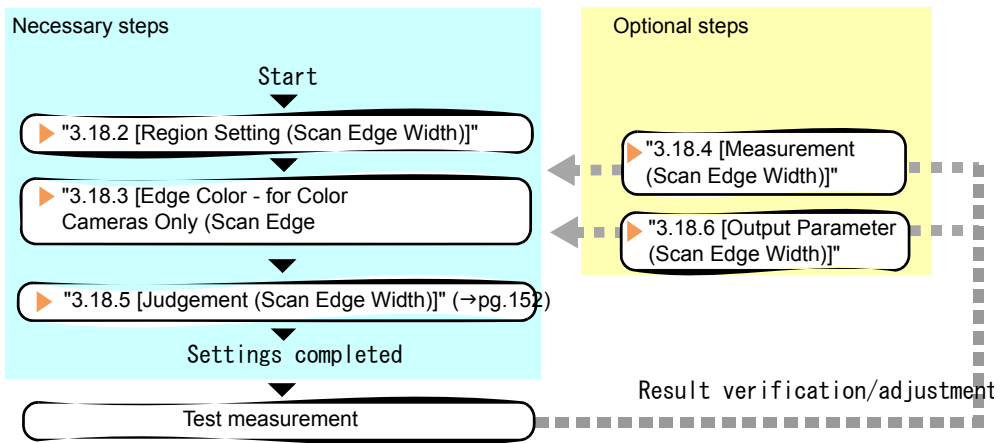 Necessary steps
Start
"3.18.2 [Region Setting (Scan Edge Width)]"
"3.18.3 [Edge Color - for Color
Cameras Only (Scan Edge
"3.18.5 [Judgement (Scan Edge Width)]" (→pg.152)
Settings completed
Test measurement
Optional steps
"3.18.4 [Measurement
(Scan Edge Width)]"
"3.18.6 [Output Parameter
(Scan Edge Width)]"
Result verification/adjustment